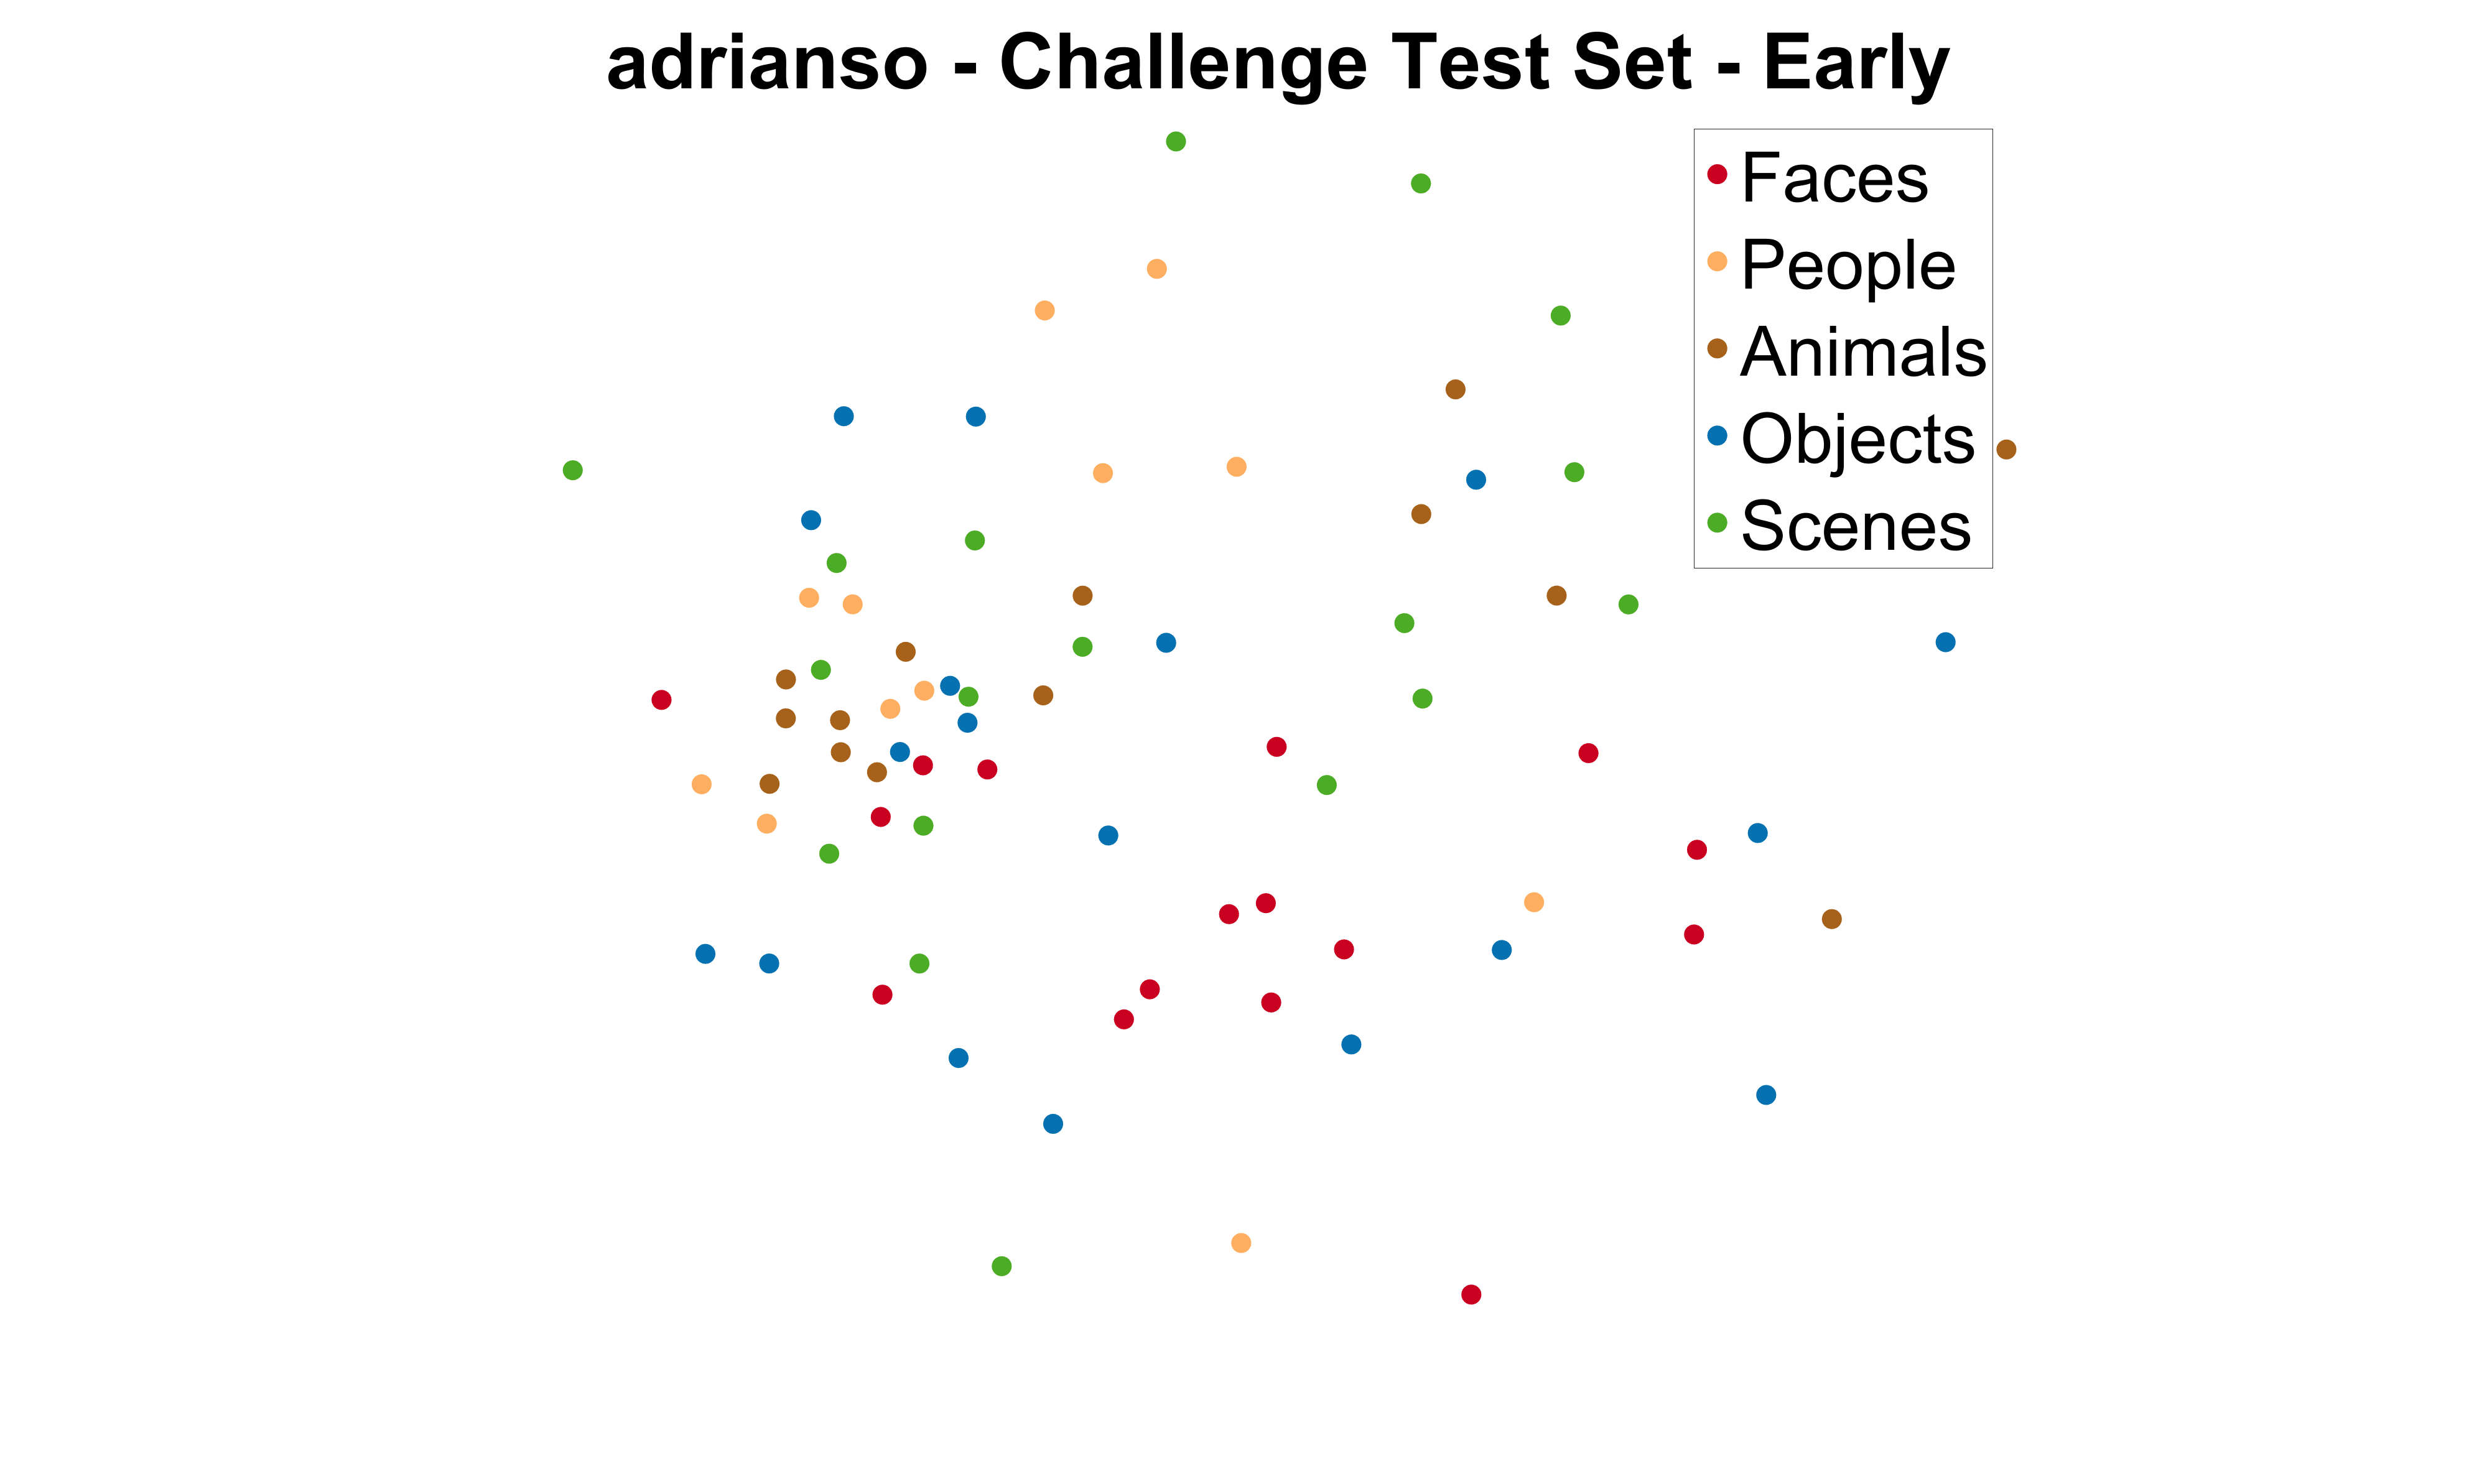 adrianso - Challenge Test Set - Early
Faces
People
Animals
Objects
Scenes